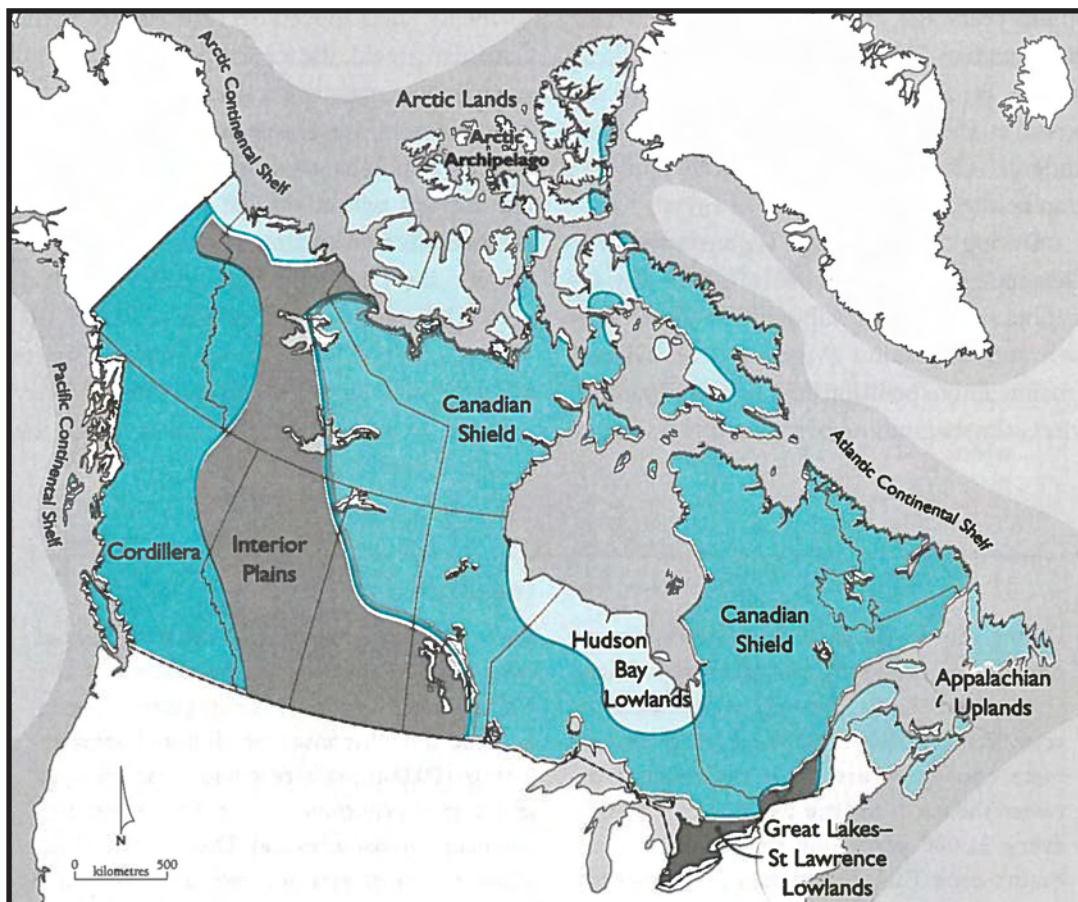 Arctic Continental Shelf
Arctic Lands
Arctic
Archipelago
Canadian
Shield
Pacific Continental Shelf
Atlantic Continental Shelf
Cordillera
Interior
Plains
Hudson
Bay
Lowlands
Canadian
Shield
Appalachian
Uplands
Great Lakes–
St Lawrence
Lowlands
N
0 500
kilometres